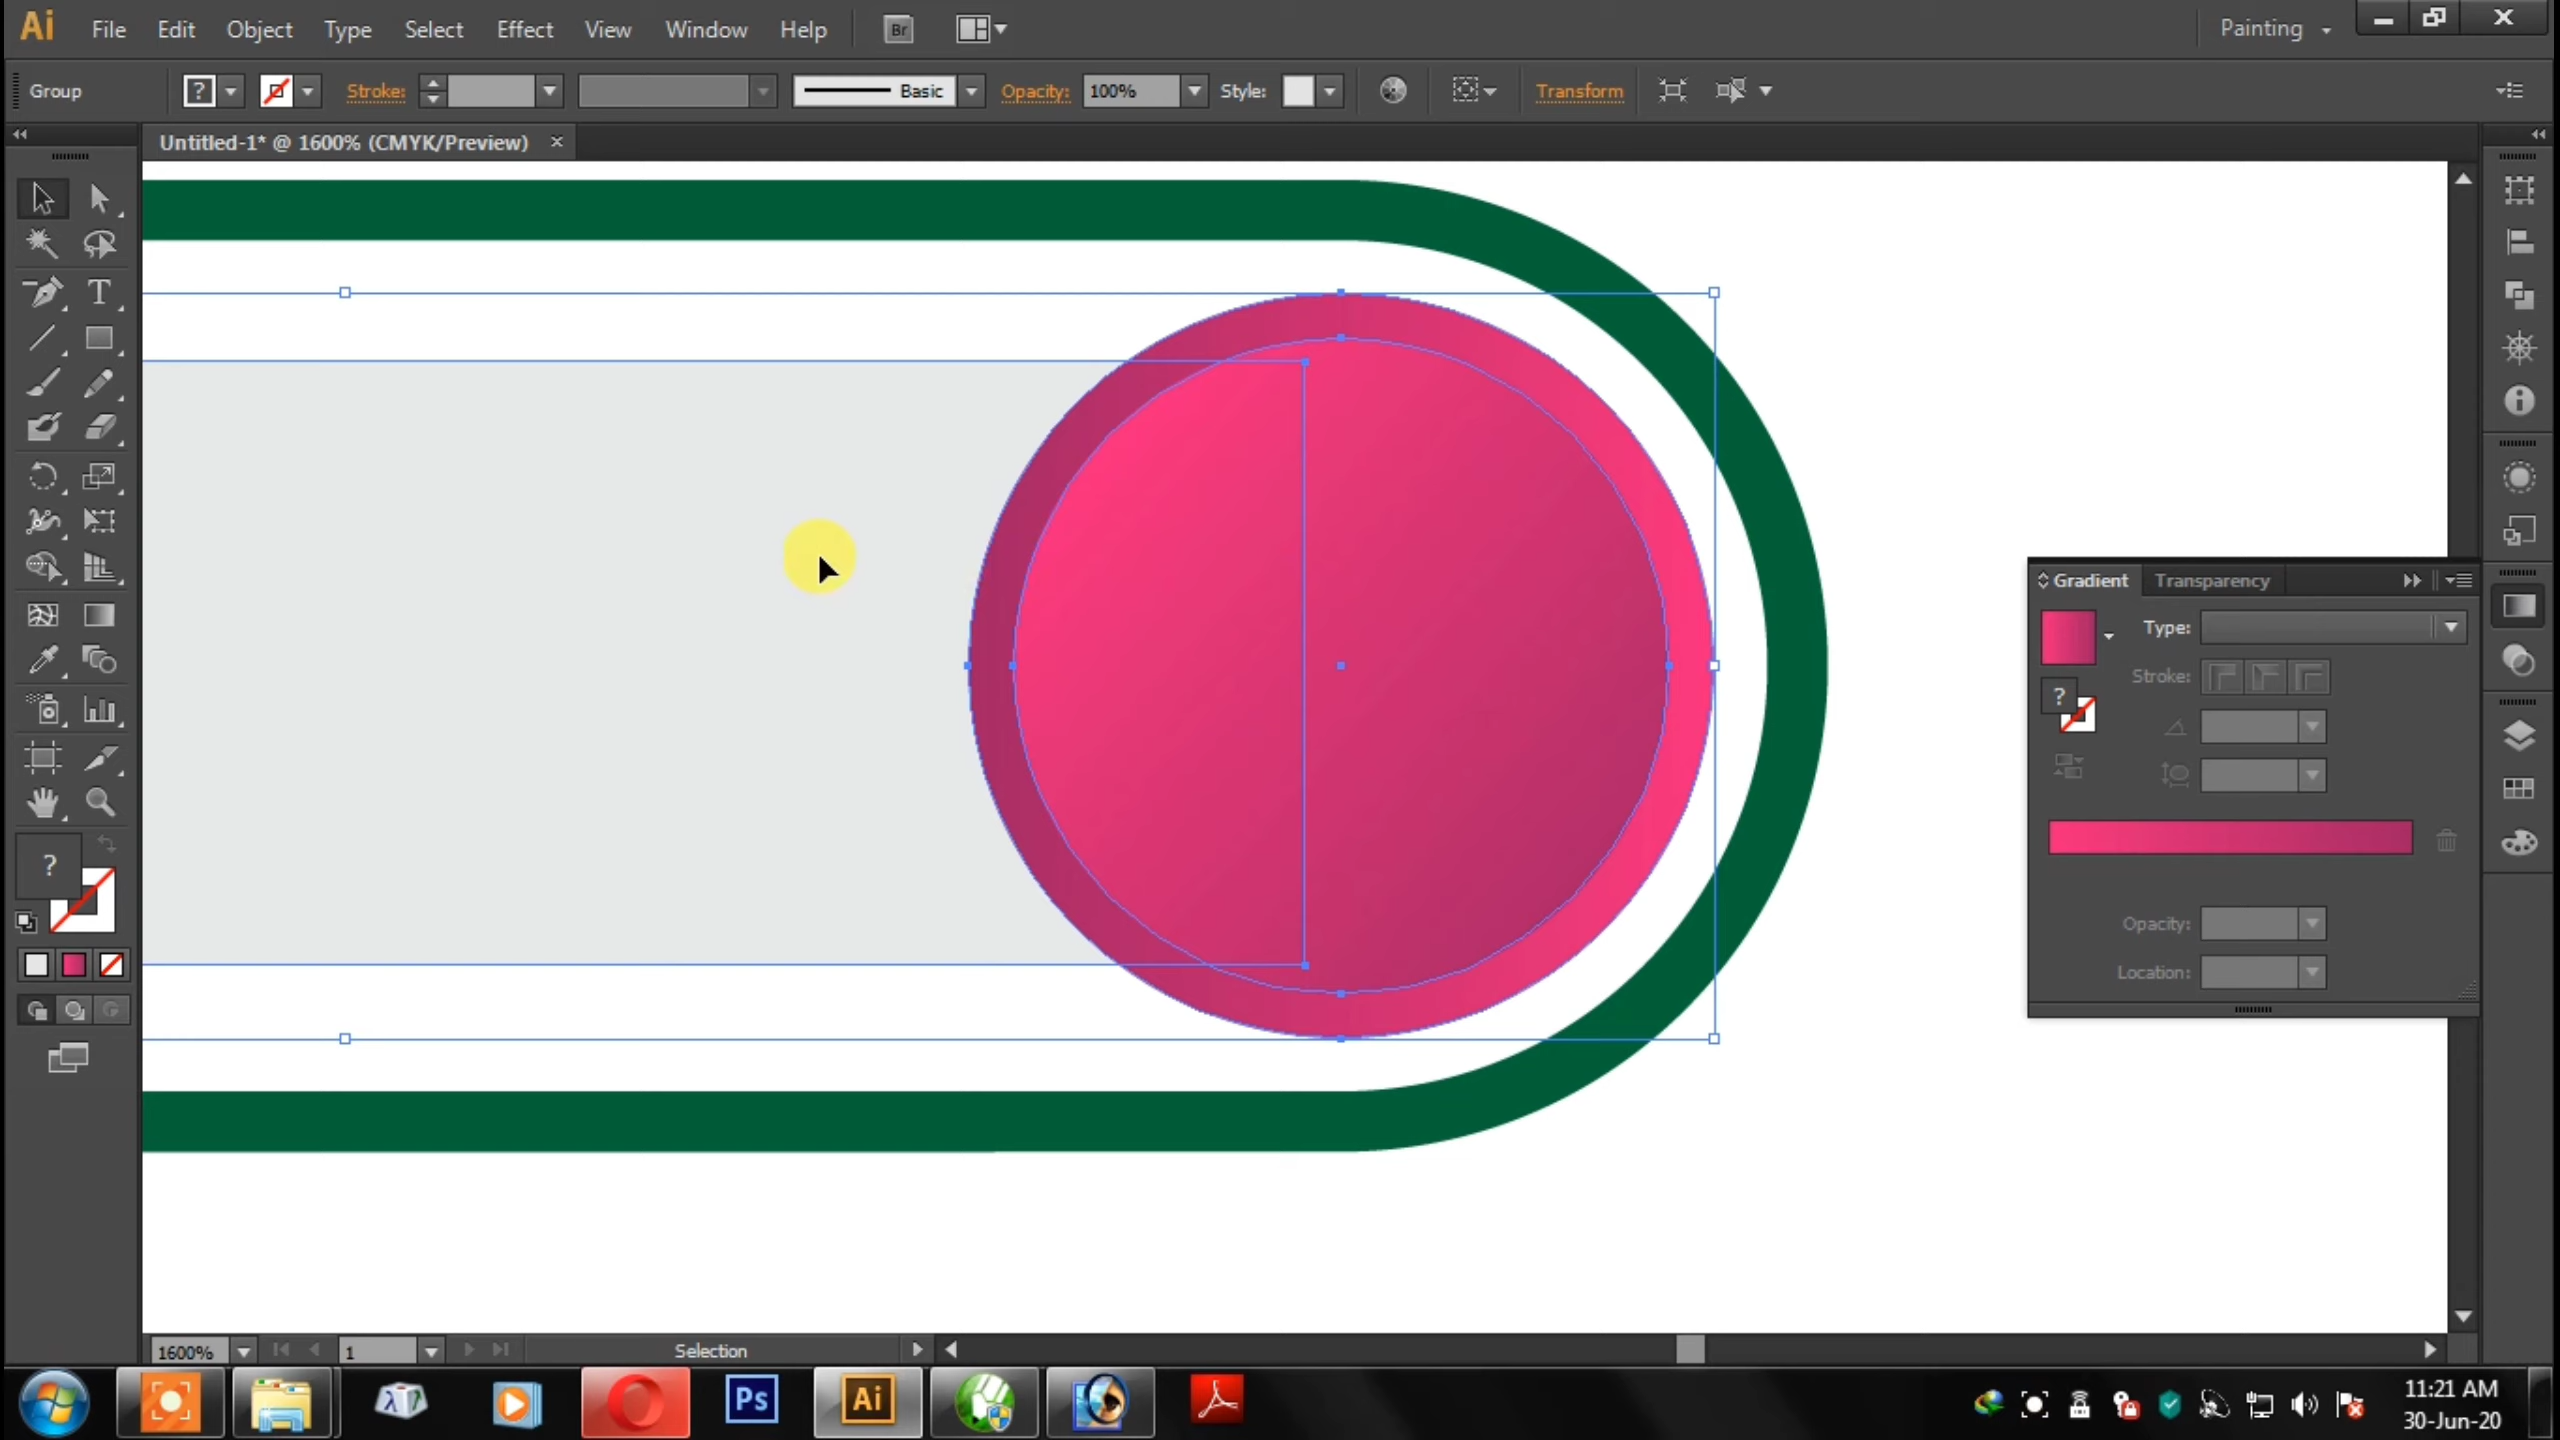 Ai File Edit Object Type Select Effect View Window Help Br Painting
Group ? Stroke: Basic Opacity: 100% Style: Transform
Untitled-1* @ 1600% (CMYK/Preview) ×
T
Gradient Transparency
Type:
Stroke:
?
?
Opacity:
Location:
1600% 1 Selection
Ps Ai
11:21 AM
30-Jun-20